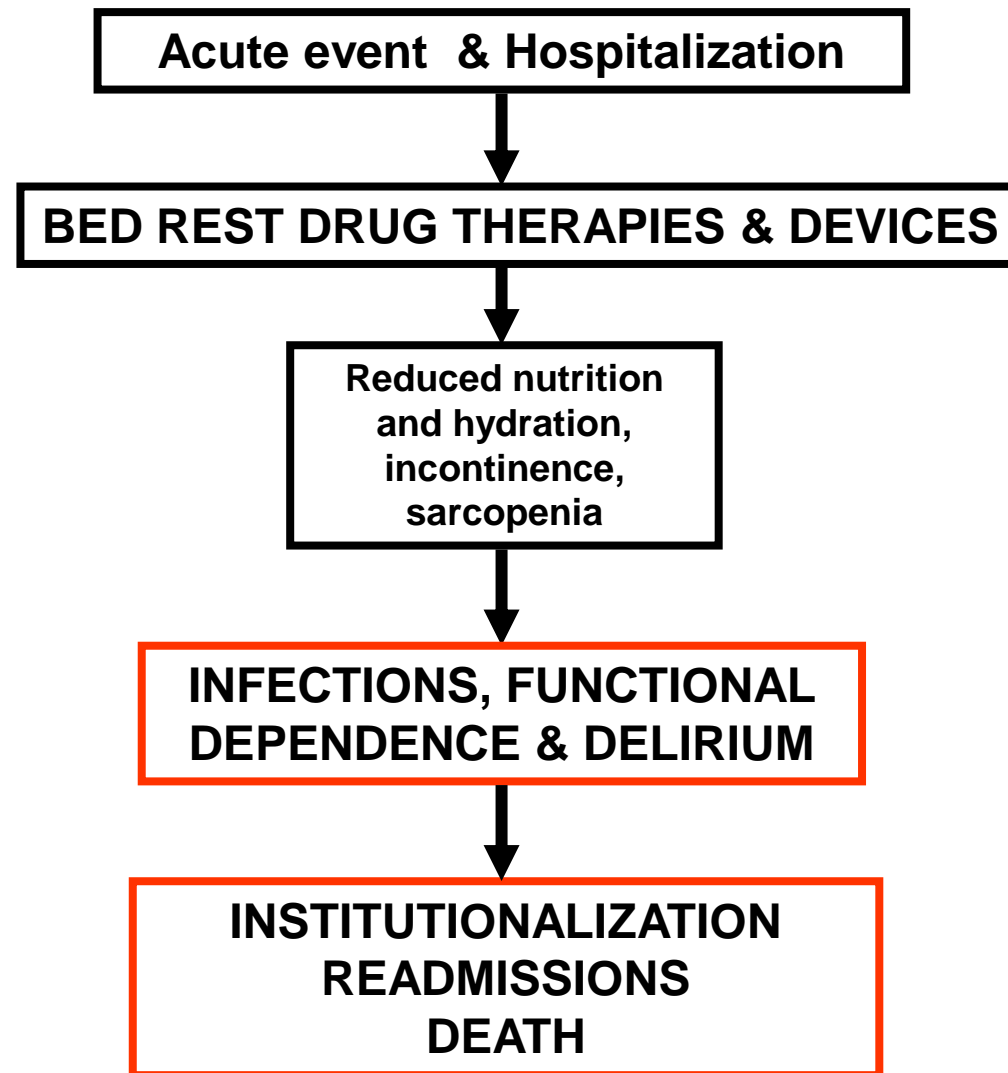 Acute event & Hospitalization
BED REST DRUG THERAPIES & DEVICES
Reduced nutrition
and hydration,
incontinence,
sarcopenia
INFECTIONS, FUNCTIONAL
DEPENDENCE & DELIRIUM
INSTITUTIONALIZATION
READMISSIONS
DEATH